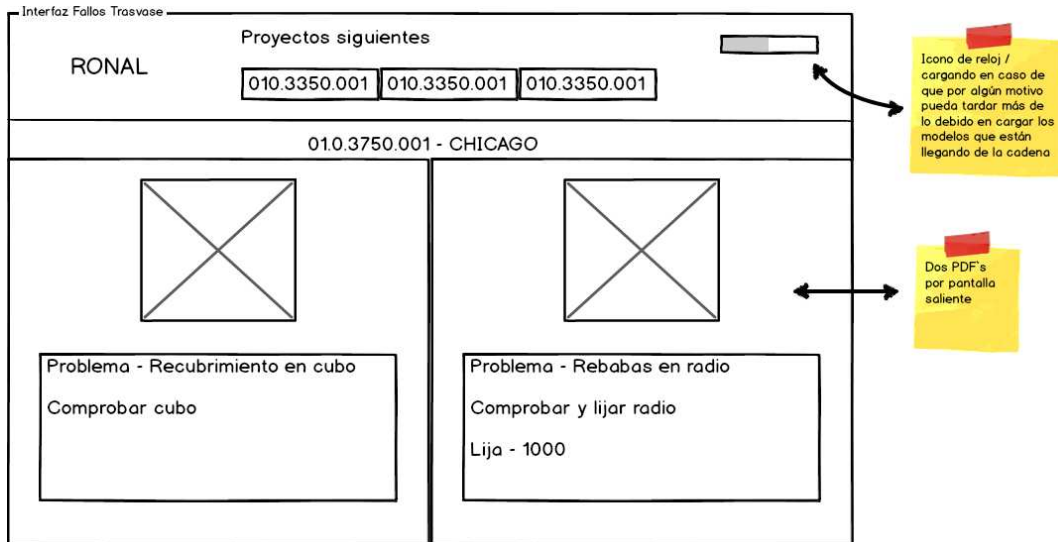 Interfaz Fallos Trasvase
RONAL
Proyectos siguientes
010.3350.001 010.3350.001 010.3350.001
01.0.3750.001 - CHICAGO
Problema - Recubrimiento en cubo
Comprobar cubo
Problema - Rebabas en radio
Comprobar y lijar radio
Lija - 1000
Icono de reloj /
cargando en caso de
que por algún motivo
pueda tardar más de
lo debido en cargar los
modelos que están
llegando de la cadena
Dos PDF's
por pantalla
saliente